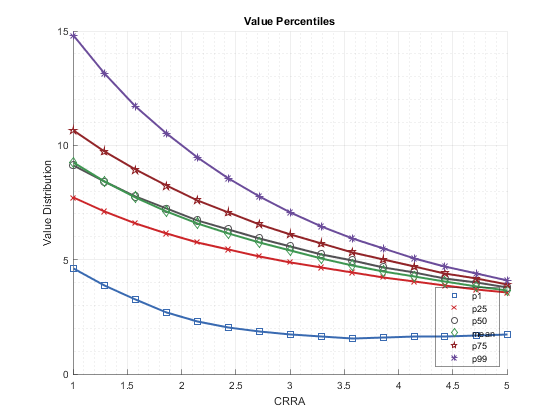 Value Percentiles
15
10
5
0
Value Distribution
1
1.5
2
2.5
3
3.5
4
4.5
5
CRRA
p1
p25
p50
mean
p75
p99